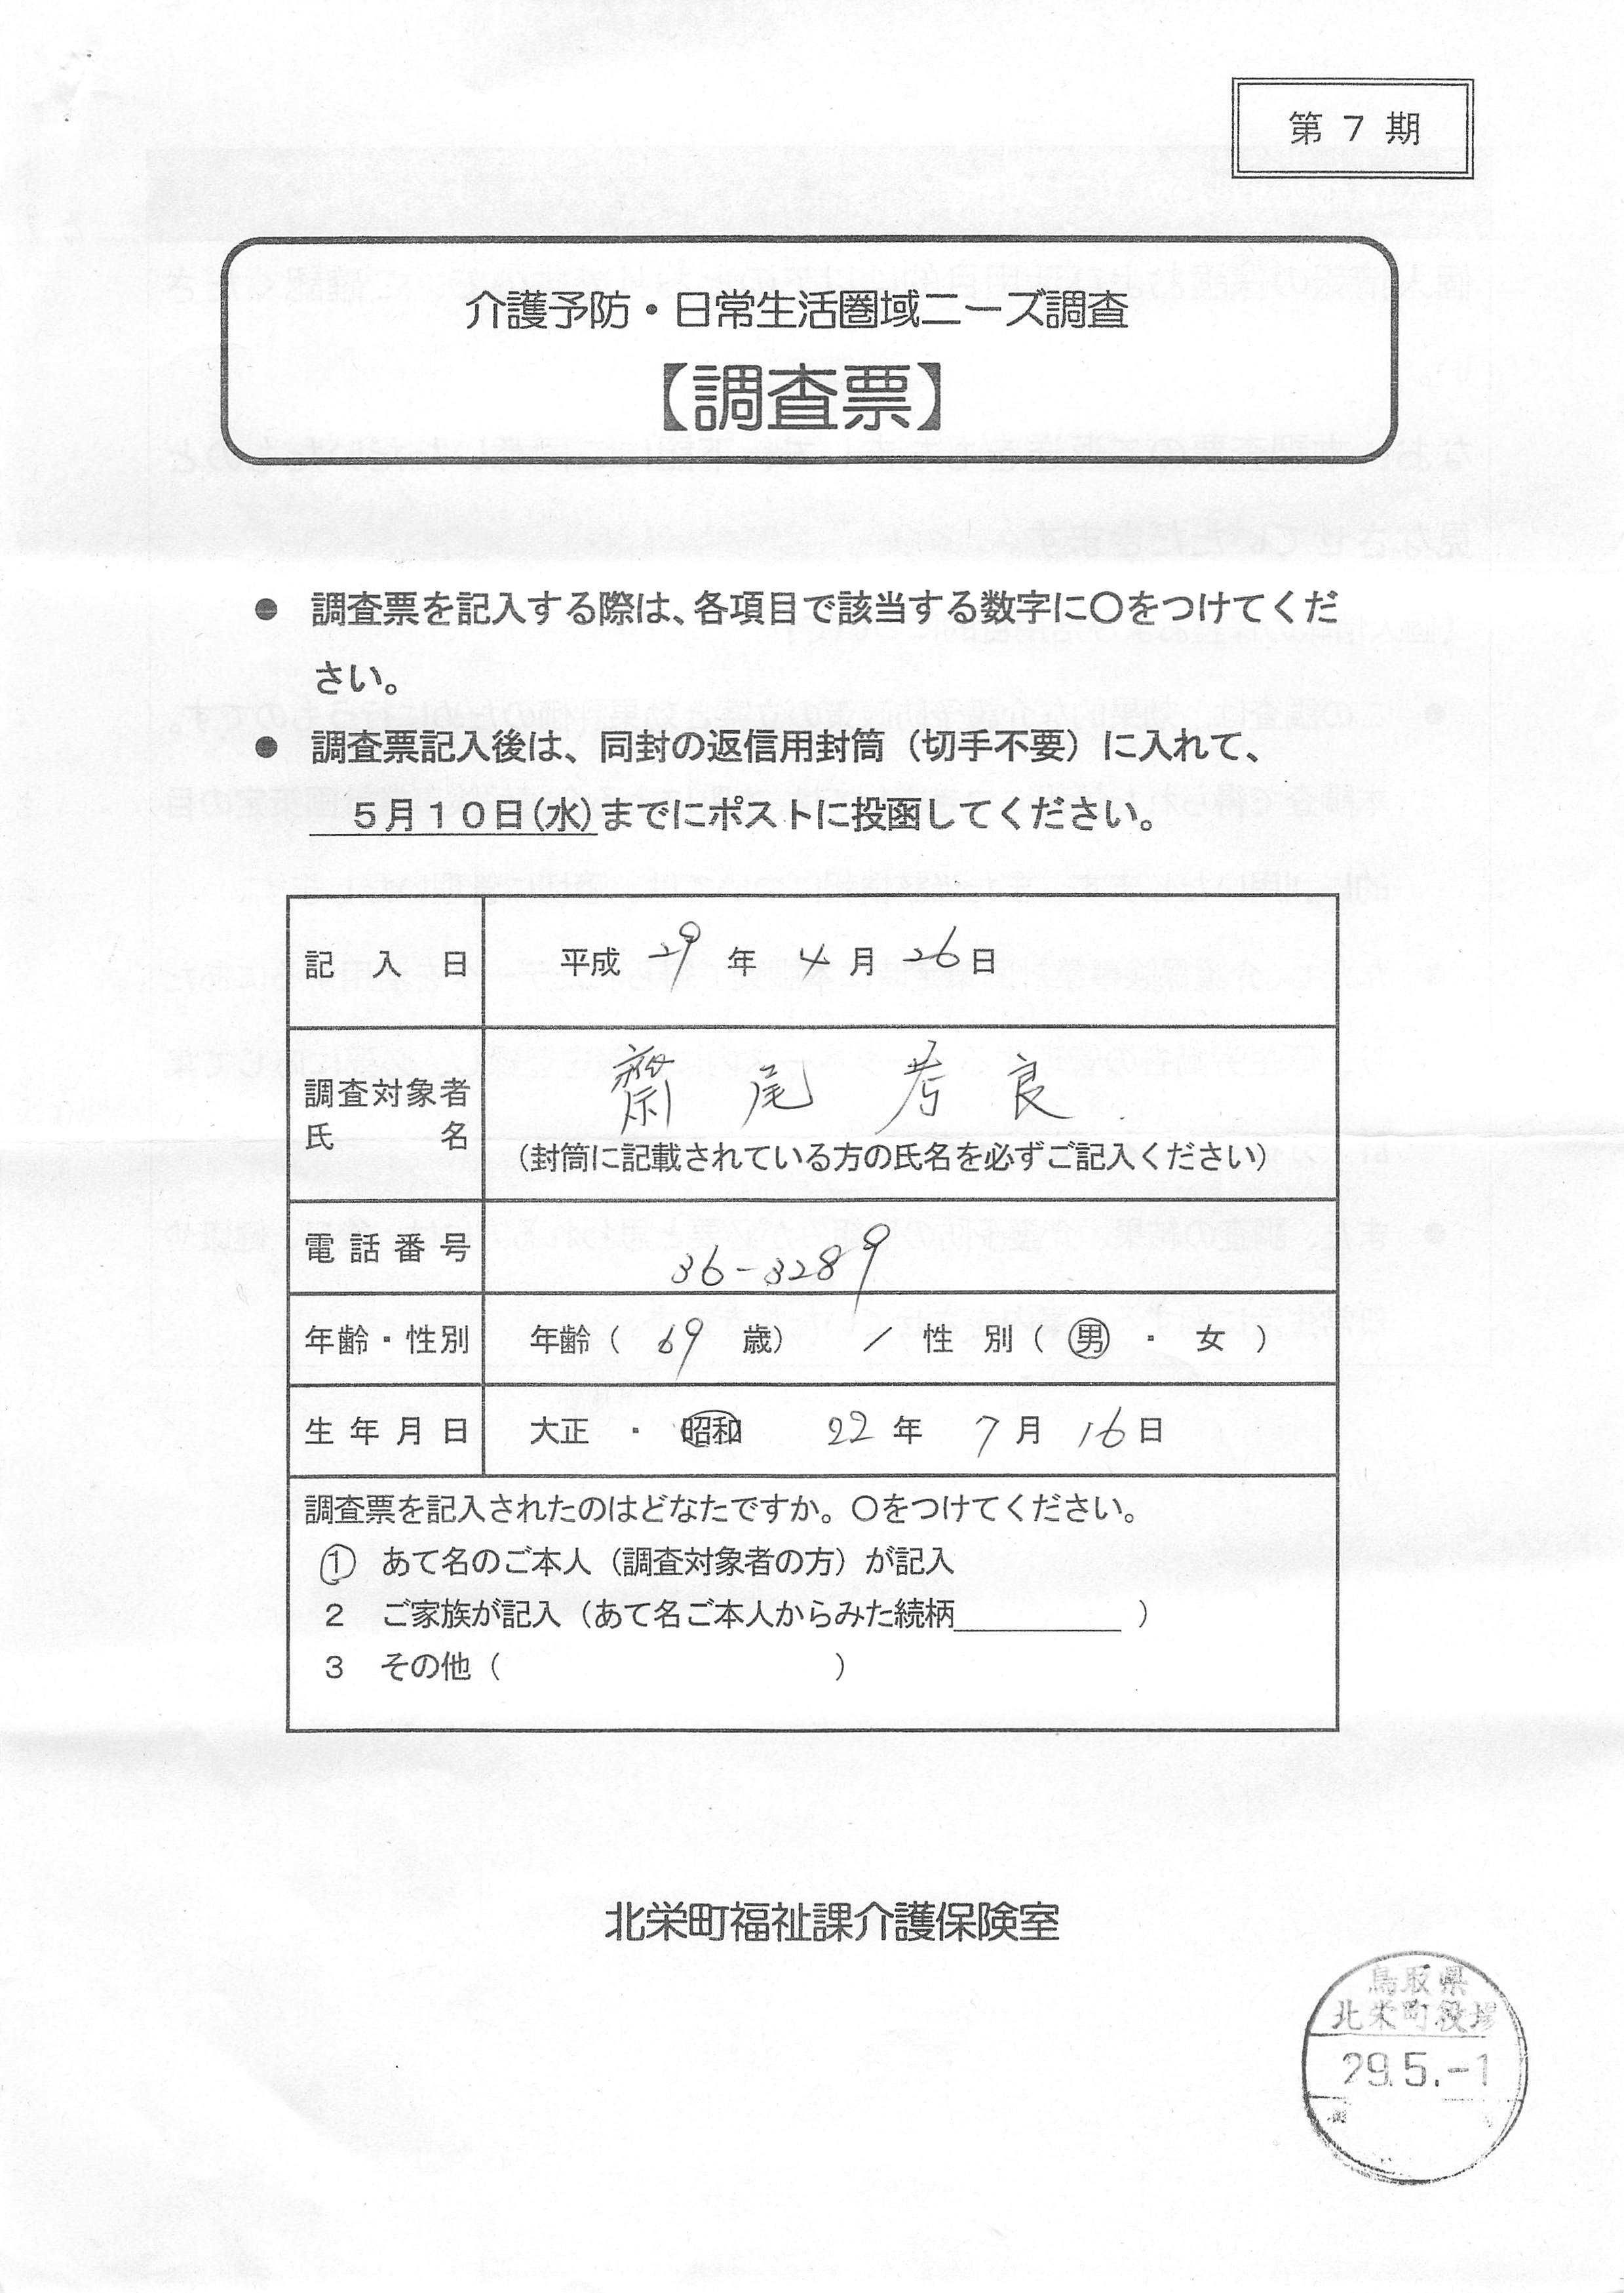 第 7 期
介護予防・日常生活圏域ニーズ調査
【調査票】
● 調査票を記入する際は、各項目で該当する数字に○をつけてくだ
さい。
● 調査票記入後は、同封の返信用封筒（切手不要）に入れて、
５月１０日(水)までにポストに投函してください。
記入日 平成 29 年 4 月 26 日
調査対象者
氏名 齋尾 考良
（封筒に記載されている方の氏名を必ずご記入ください）
電話番号 36-3289
年齢・性別 年齢（ 69 歳） ／ 性 別（ 男 ・ 女 ）
生年月日 大正 ・ 昭和 22 年 7 月 16 日
調査票を記入されたのはどなたですか。○をつけてください。
1 あて名のご本人（調査対象者の方）が記入
2 ご家族が記入（あて名ご本人からみた続柄 ）
3 その他（ ）
北栄町福祉課介護保険室
鳥取県
北栄町役場
29.5.-1